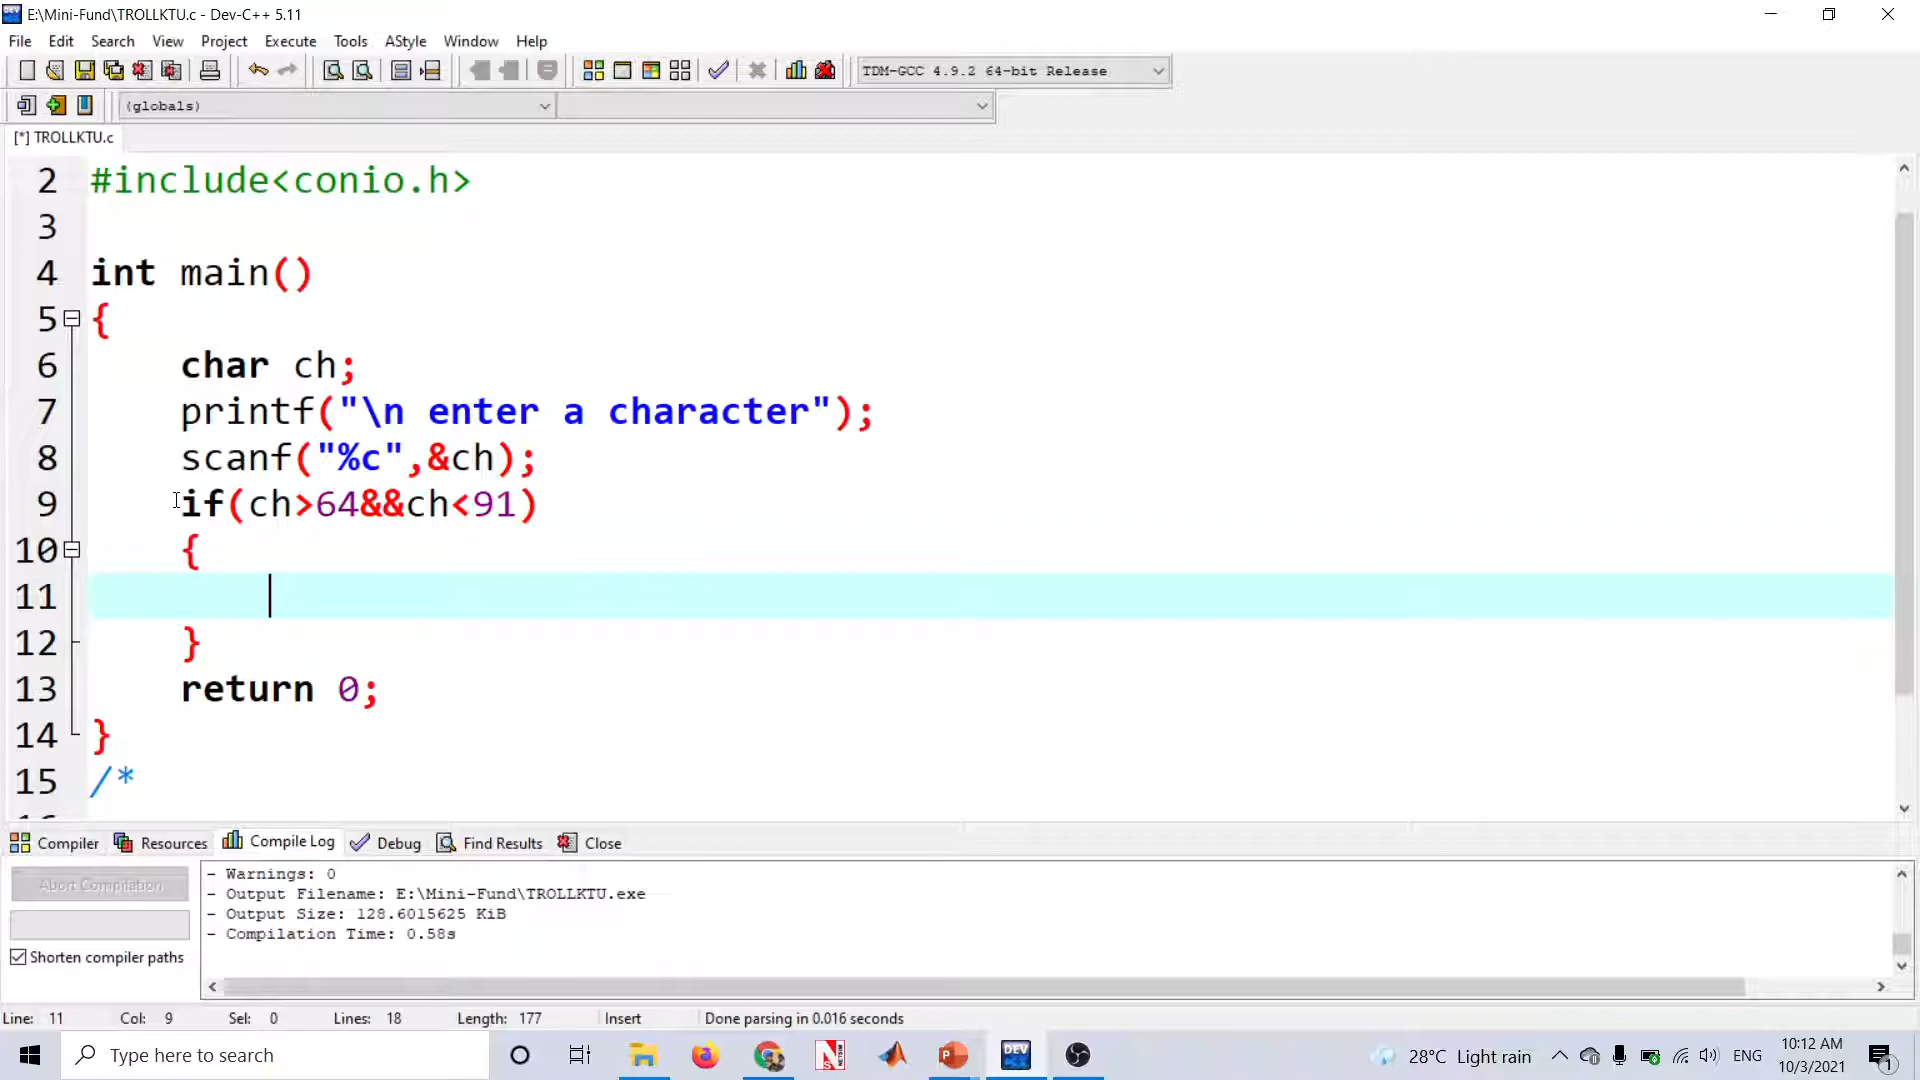 E:\Mini-Fund\TROLLKTU.c - Dev-C++ 5.11
File Edit Search View Project Execute Tools AStyle Window Help
TDM-GCC 4.9.2 64-bit Release
(globals)
[*] TROLLKTU.c
2 #include<conio.h>
3
4 int main()
5 {
6 char ch;
7 printf("\n enter a character");
8 scanf("%c",&ch);
9 if(ch>64&&ch<91)
10 {
11
12 }
13 return 0;
14 }
15 /*
Compiler Resources Compile Log Debug Find Results Close
Abort Compilation
Shorten compiler paths
- Warnings: 0
- Output Filename: E:\Mini-Fund\TROLLKTU.exe
- Output Size: 128.6015625 KiB
- Compilation Time: 0.58s
Line: 11 Col: 9 Sel: 0 Lines: 18 Length: 177 Insert Done parsing in 0.016 seconds
Type here to search
DEV
28°C Light rain
ENG
10:12 AM
10/3/2021
1